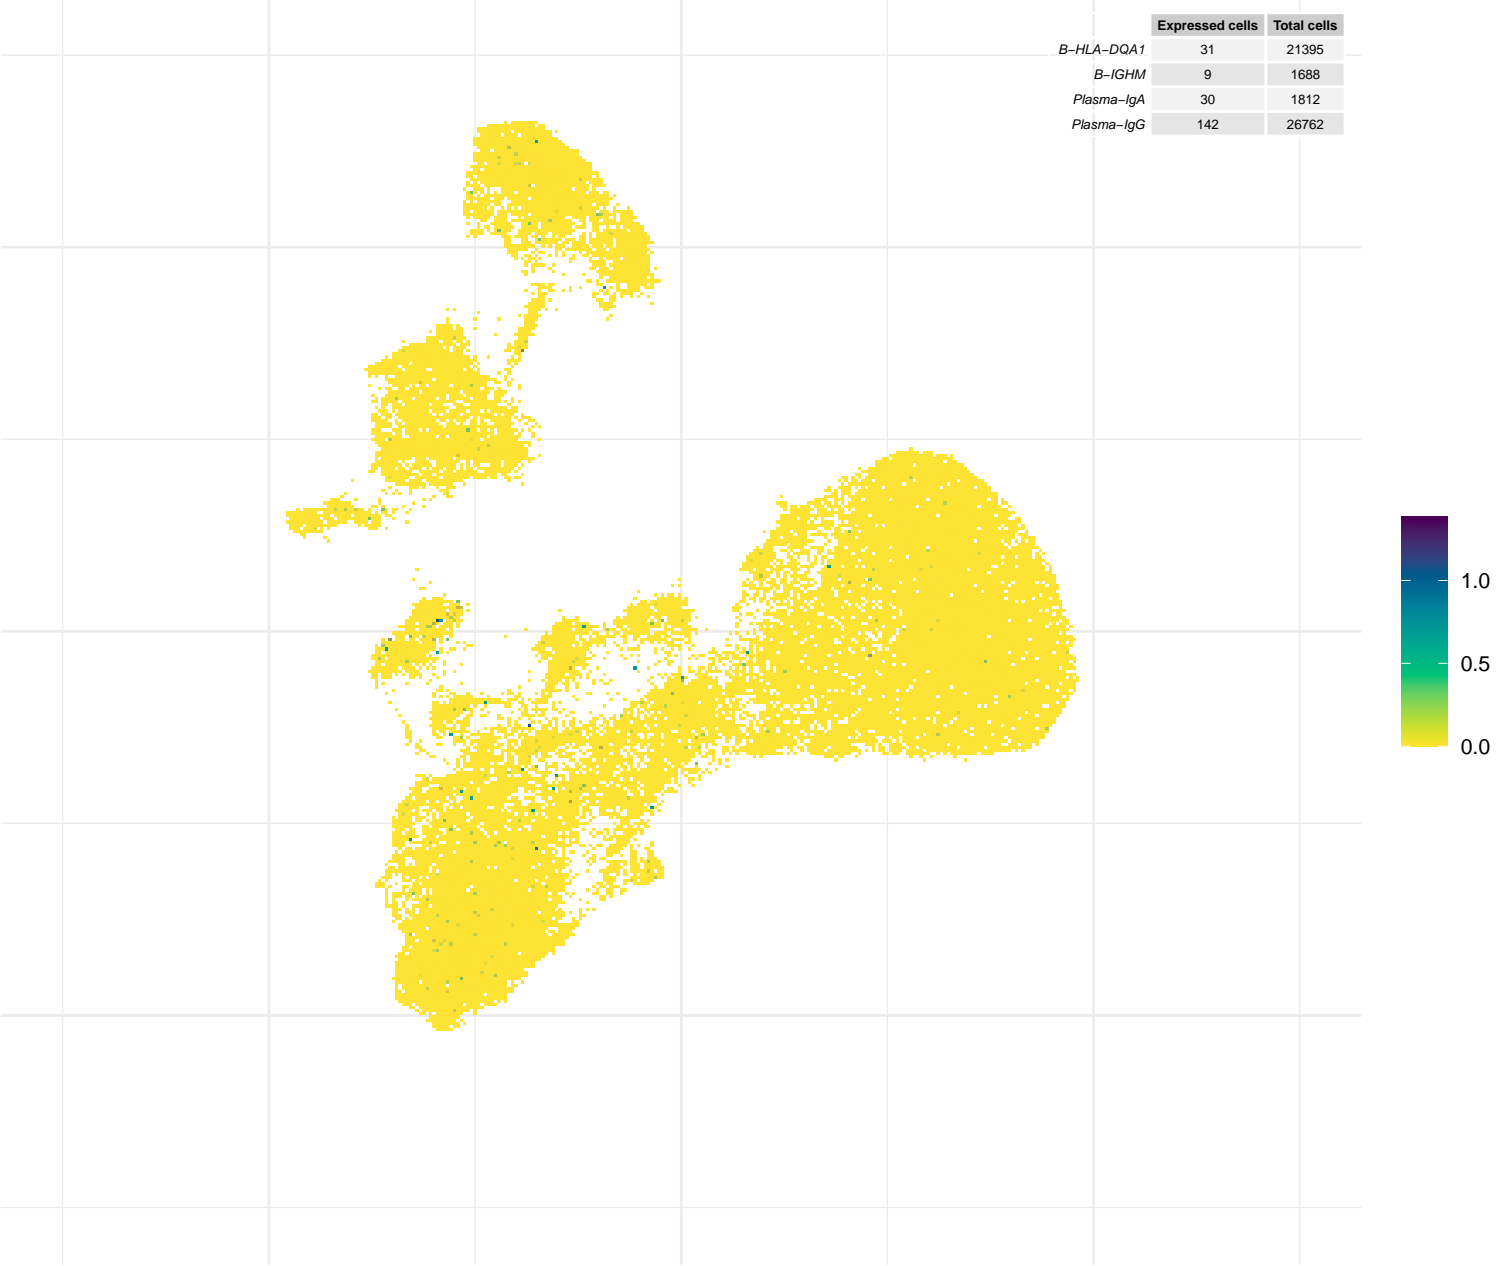 Expressed cells Total cells
B−HLA−DQA1 31 21395
B−IGHM 9 1688
Plasma−IgA 30 1812
Plasma−IgG 142 26762
1.0
0.5
0.0